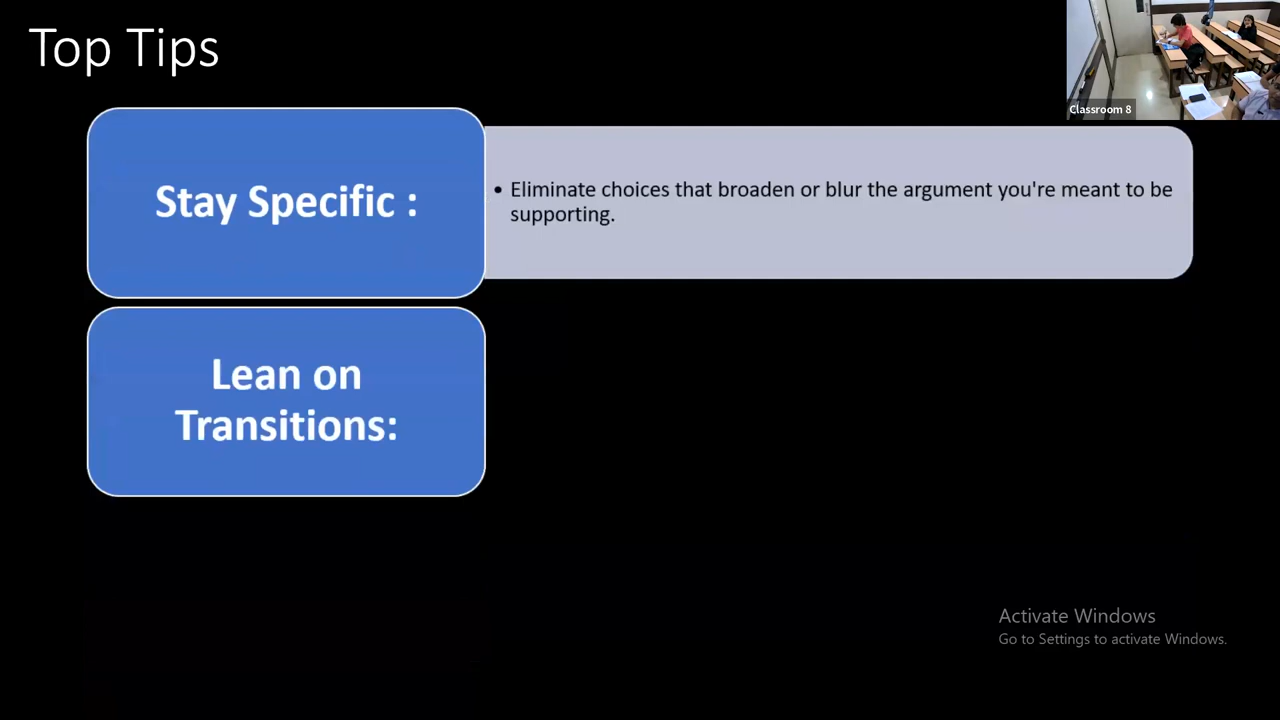 Top Tips
Classroom 8
Stay Specific :
• Eliminate choices that broaden or blur the argument you're meant to be
supporting.
Lean on
Transitions:
Activate Windows
Go to Settings to activate Windows.